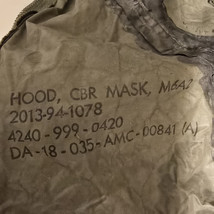 HOOD, CBR MASK, M6A2
2013-94-1078
4240-999-0420
DA-18-035-AMC-00841 (A)